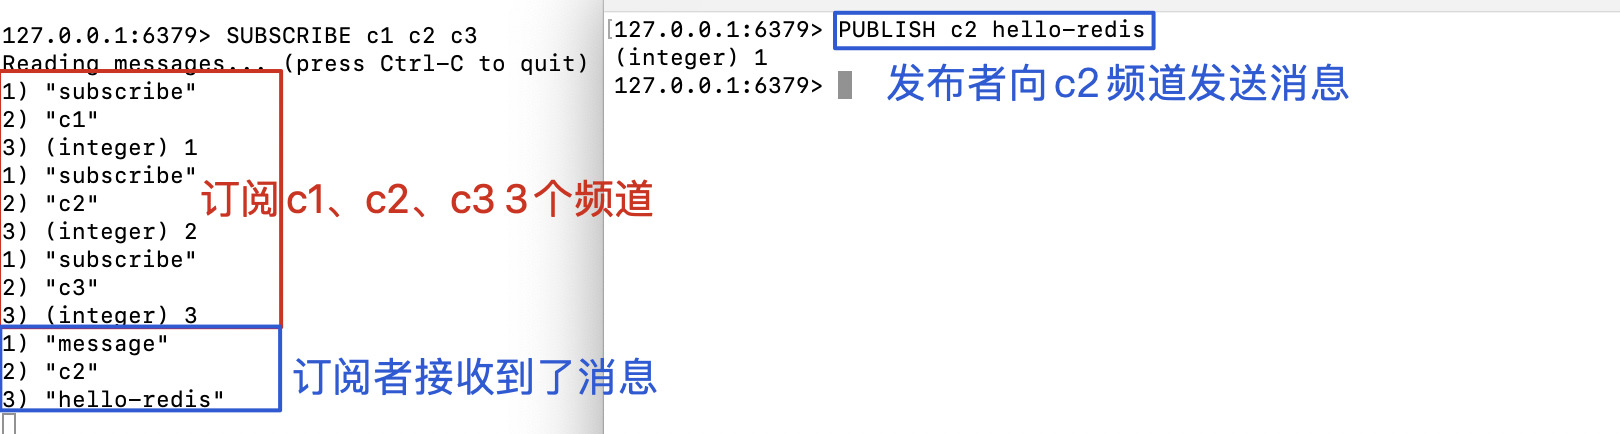 127.0.0.1:6379> SUBSCRIBE c1 c2 c3
Reading messages... (press Ctrl-C to quit)
1) "subscribe"
2) "c1"
3) (integer) 1
1) "subscribe"
2) "c2"
3) (integer) 2
1) "subscribe"
2) "c3"
3) (integer) 3
订阅c1、c2、c3 3个频道
1) "message"
2) "c2"
3) "hello-redis"
订阅者接收到了消息
127.0.0.1:6379> PUBLISH c2 hello-redis
(integer) 1
127.0.0.1:6379>
发布者向c2频道发送消息